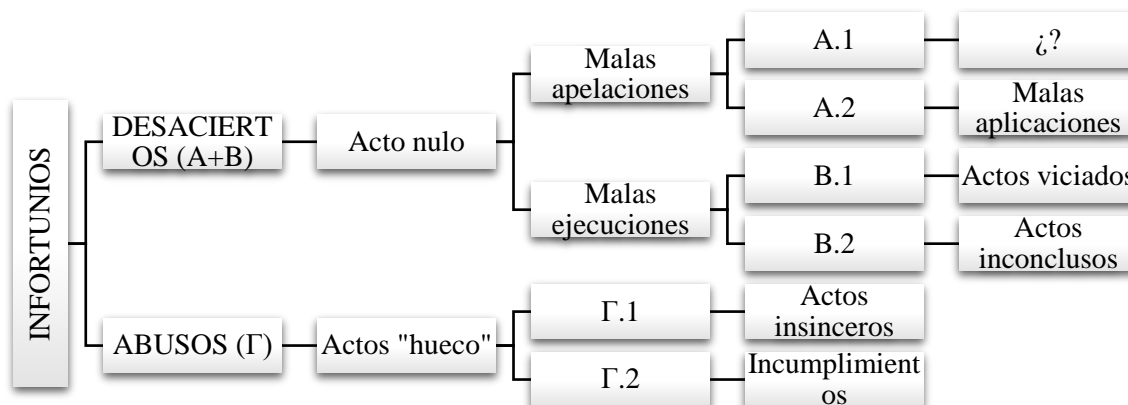 INFORTUNIOS
DESACIERT
OS (A+B)
Acto nulo
Malas
apelaciones
A.1
¿?
A.2
Malas
aplicaciones
Malas
ejecuciones
B.1
Actos viciados
B.2
Actos
inconclusos
ABUSOS (Γ)
Actos "hueco"
Γ.1
Actos
insinceros
Γ.2
Incumplimient
os